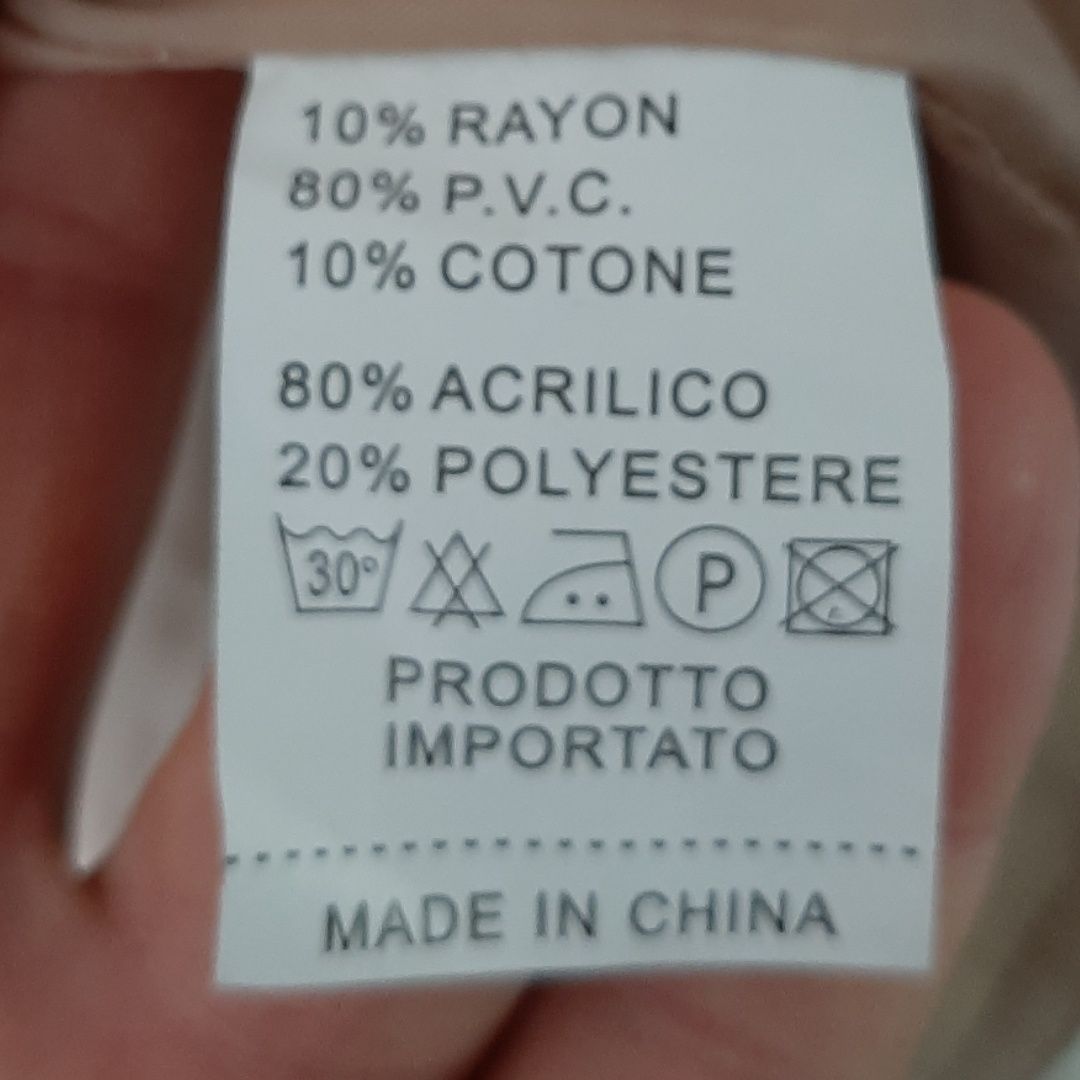 10% RAYON
80% P.V.C.
10% COTONE
80% ACRILICO
20% POLYESTERE
30° P
PRODOTTO
IMPORTATO
MADE IN CHINA